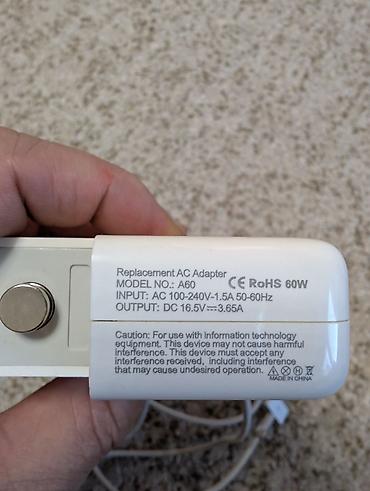 Replacement AC Adapter
MODEL NO.: A60 CE RoHS 60W
INPUT: AC 100-240V-1.5A 50-60Hz
OUTPUT: DC 16.5V⎓3.65A
Caution: For use with information technology
equipment. This device may not cause harmful
interference. This device must accept any
interference received, including interference
that may cause undesired operation.
MADE IN CHINA